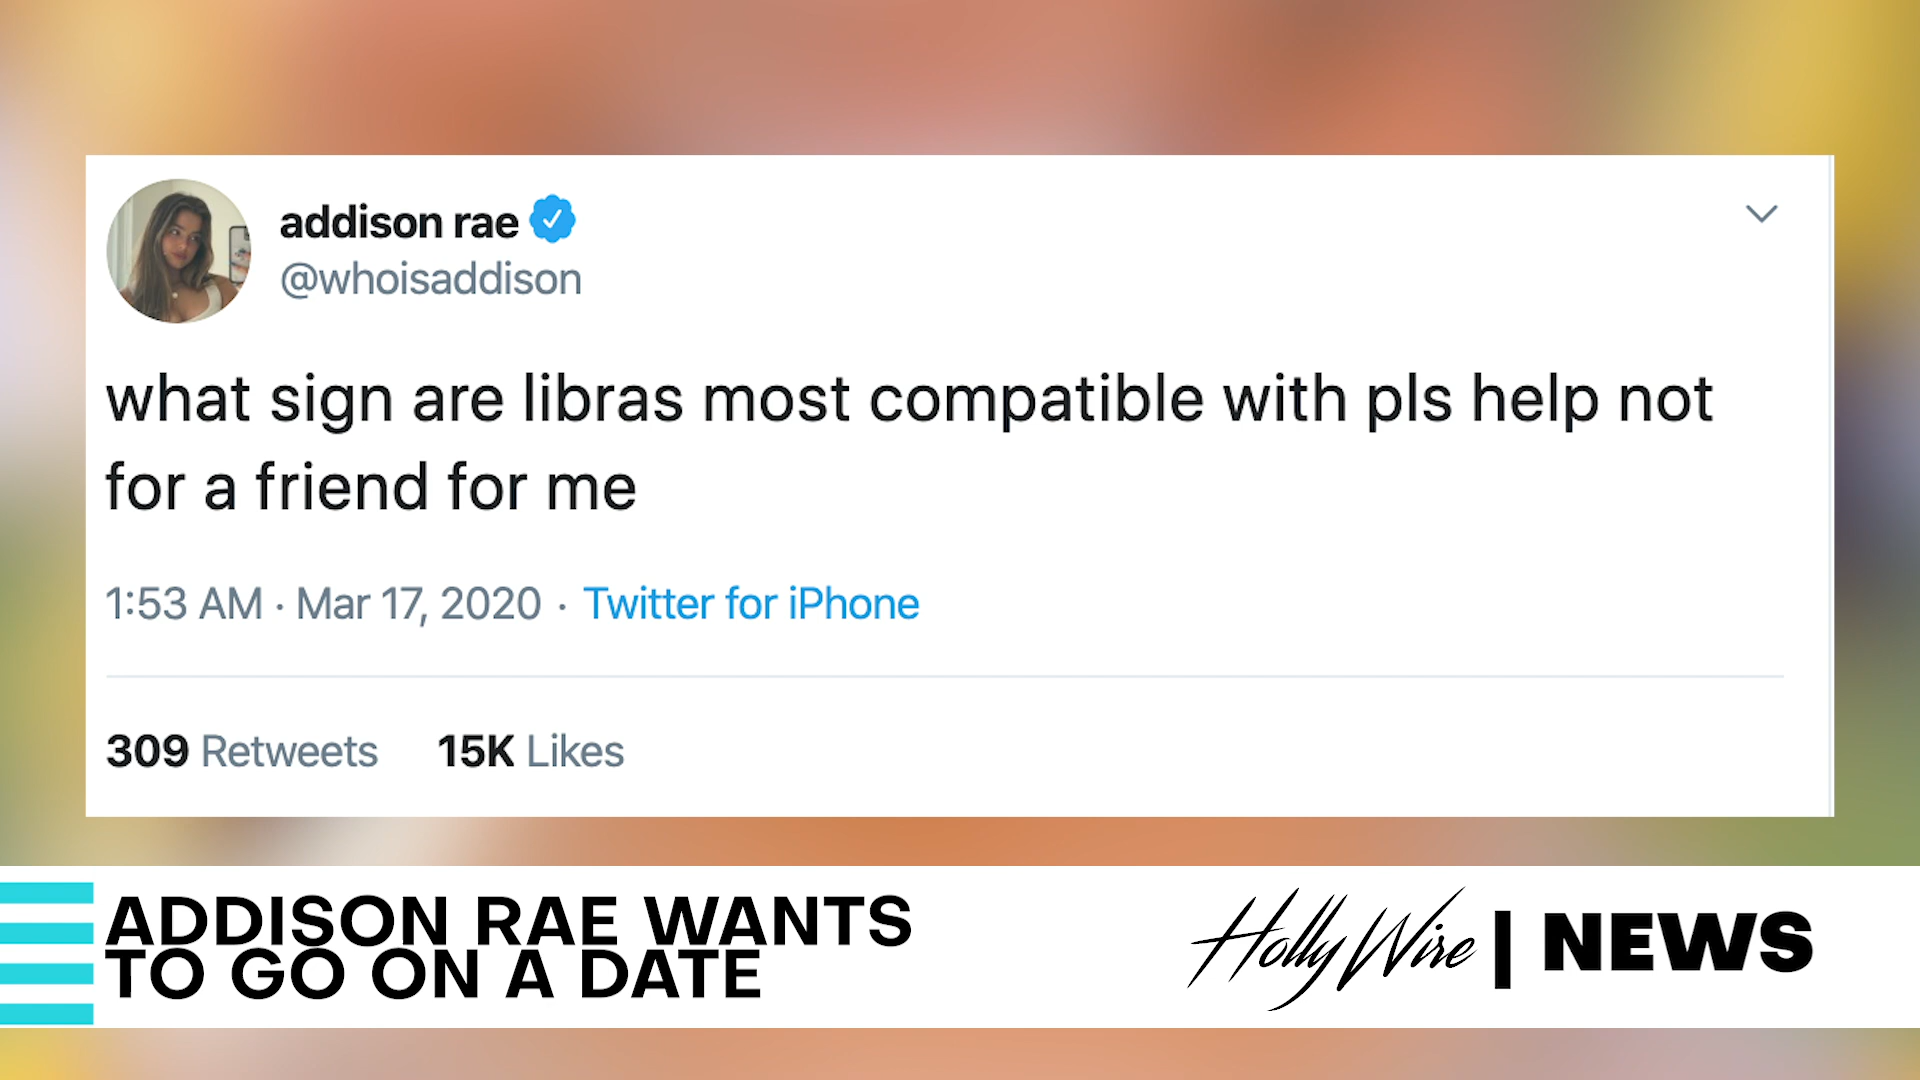 addison rae
@whoisaddison
what sign are libras most compatible with pls help not
for a friend for me
1:53 AM · Mar 17, 2020 · Twitter for iPhone
309 Retweets 15K Likes
ADDISON RAE WANTS
TO GO ON A DATE
HollyWire | NEWS